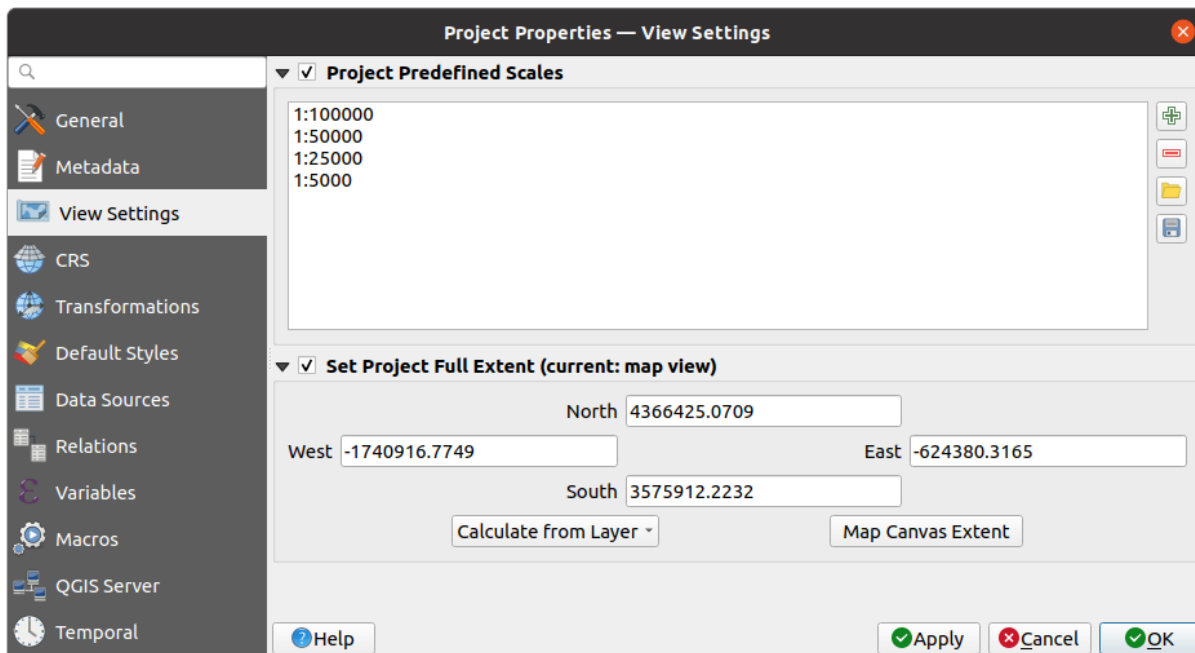 Project Properties — View Settings
General
Metadata
View Settings
CRS
Transformations
Default Styles
Data Sources
Relations
Variables
Macros
QGIS Server
Temporal
Project Predefined Scales
1:100000
1:50000
1:25000
1:5000
Set Project Full Extent (current: map view)
North 4366425.0709
West -1740916.7749 East -624380.3165
South 3575912.2232
Calculate from Layer Map Canvas Extent
Help Apply Cancel OK